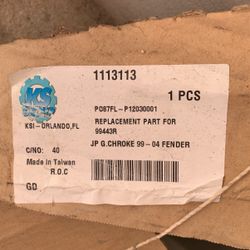 1113113
KS
1 PCS
PO87FL-P12030001
REPLACEMENT PART FOR
99443R
KSI-ORLANDO,FL
JP G.CHROKE 99-04 FENDER
C/NO: 40
Made in Taiwan
R.O.C
GD